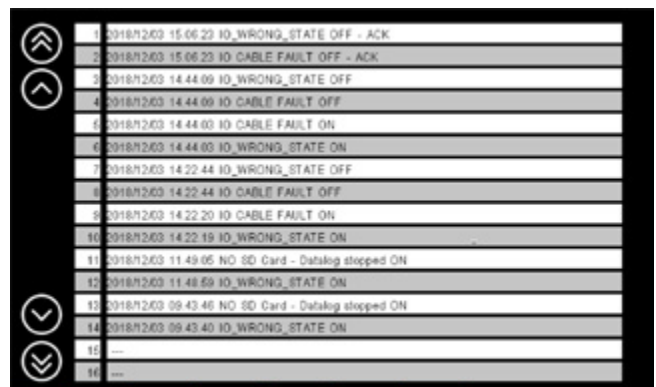 1 2018/12/03 15.06.23 IO_WRONG_STATE OFF - ACK
2 2018/12/03 15.06.23 IO CABLE FAULT OFF - ACK
3 2018/12/03 14.44.09 IO_WRONG_STATE OFF
4 2018/12/03 14.44.09 IO CABLE FAULT OFF
5 2018/12/03 14.44.03 IO CABLE FAULT ON
6 2018/12/03 14.44.03 IO_WRONG_STATE ON
7 2018/12/03 14.22.44 IO_WRONG_STATE OFF
8 2018/12/03 14.22.44 IO CABLE FAULT OFF
9 2018/12/03 14.22.20 IO CABLE FAULT ON
10 2018/12/03 14.22.19 IO_WRONG_STATE ON
11 2018/12/03 11.49.05 NO SD Card - Datalog stopped ON
12 2018/12/03 11.48.59 IO_WRONG_STATE ON
13 2018/12/03 09.43.46 NO SD Card - Datalog stopped ON
14 2018/12/03 09.43.40 IO_WRONG_STATE ON
15 ---
16 ---